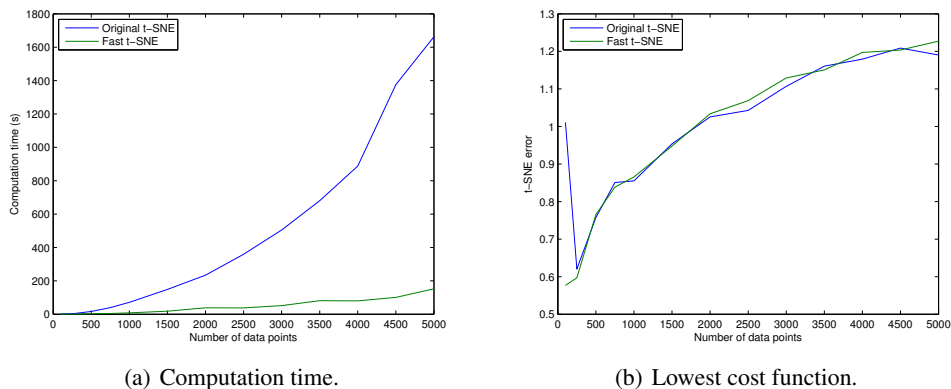 Original t−SNE
Fast t−SNE
1800
1600
1400
1200
1000
800
600
400
200
0
Computation time (s)
0 500 1000 1500 2000 2500 3000 3500 4000 4500 5000
Number of data points
(a) Computation time.
Original t−SNE
Fast t−SNE
1.3
1.2
1.1
1
0.9
0.8
0.7
0.6
0.5
t−SNE error
0 500 1000 1500 2000 2500 3000 3500 4000 4500 5000
Number of data points
(b) Lowest cost function.